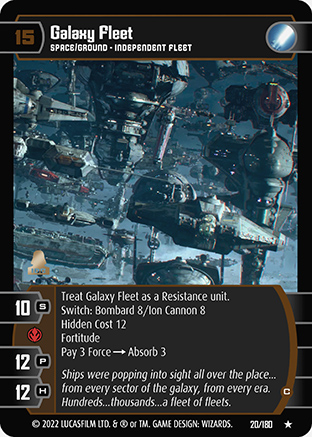 15
Galaxy Fleet
SPACE/GROUND - INDEPENDENT FLEET
10 S
Treat Galaxy Fleet as a Resistance unit.
Switch: Bombard 8/Ion Cannon 8
Hidden Cost 12
Fortitude
12 P
Pay 3 Force → Absorb 3
12 H
Ships were popping into sight all over the place...
from every sector of the galaxy, from every era.
Hundreds...thousands...a fleet of fleets.
C
© 2022 LUCASFILM LTD. & ® or TM. GAME DESIGN: WIZARDS.
20/180 ★